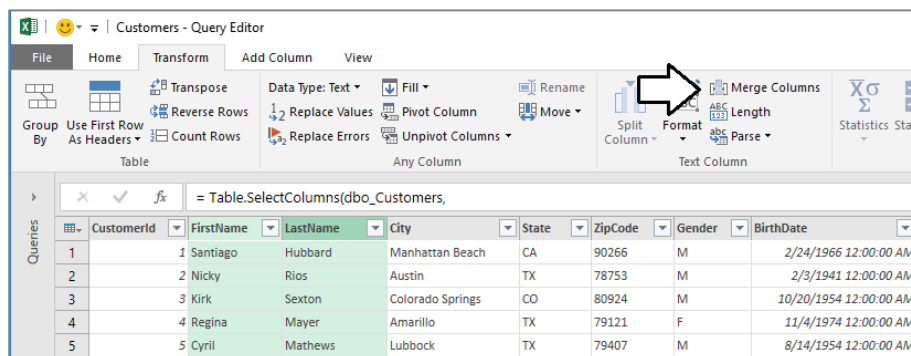 Customers - Query Editor
File Home Transform Add Column View
Transpose Data Type: Text Fill Rename Merge Columns
Reverse Rows Replace Values Pivot Column Move Length
Group By Use First Row As Headers Count Rows Replace Errors Unpivot Columns Split Column Format Parse Statistics
Table Any Column Text Column
Queries
fx = Table.SelectColumns(dbo_Customers,
CustomerId FirstName LastName City State ZipCode Gender BirthDate
1 1 Santiago Hubbard Manhattan Beach CA 90266 M 2/24/1966 12:00:00 AM
2 2 Nicky Rios Austin TX 78753 M 2/3/1941 12:00:00 AM
3 3 Kirk Sexton Colorado Springs CO 80924 M 10/20/1954 12:00:00 AM
4 4 Regina Mayer Amarillo TX 79121 F 11/4/1974 12:00:00 AM
5 5 Cyril Mathews Lubbock TX 79407 M 8/14/1954 12:00:00 AM